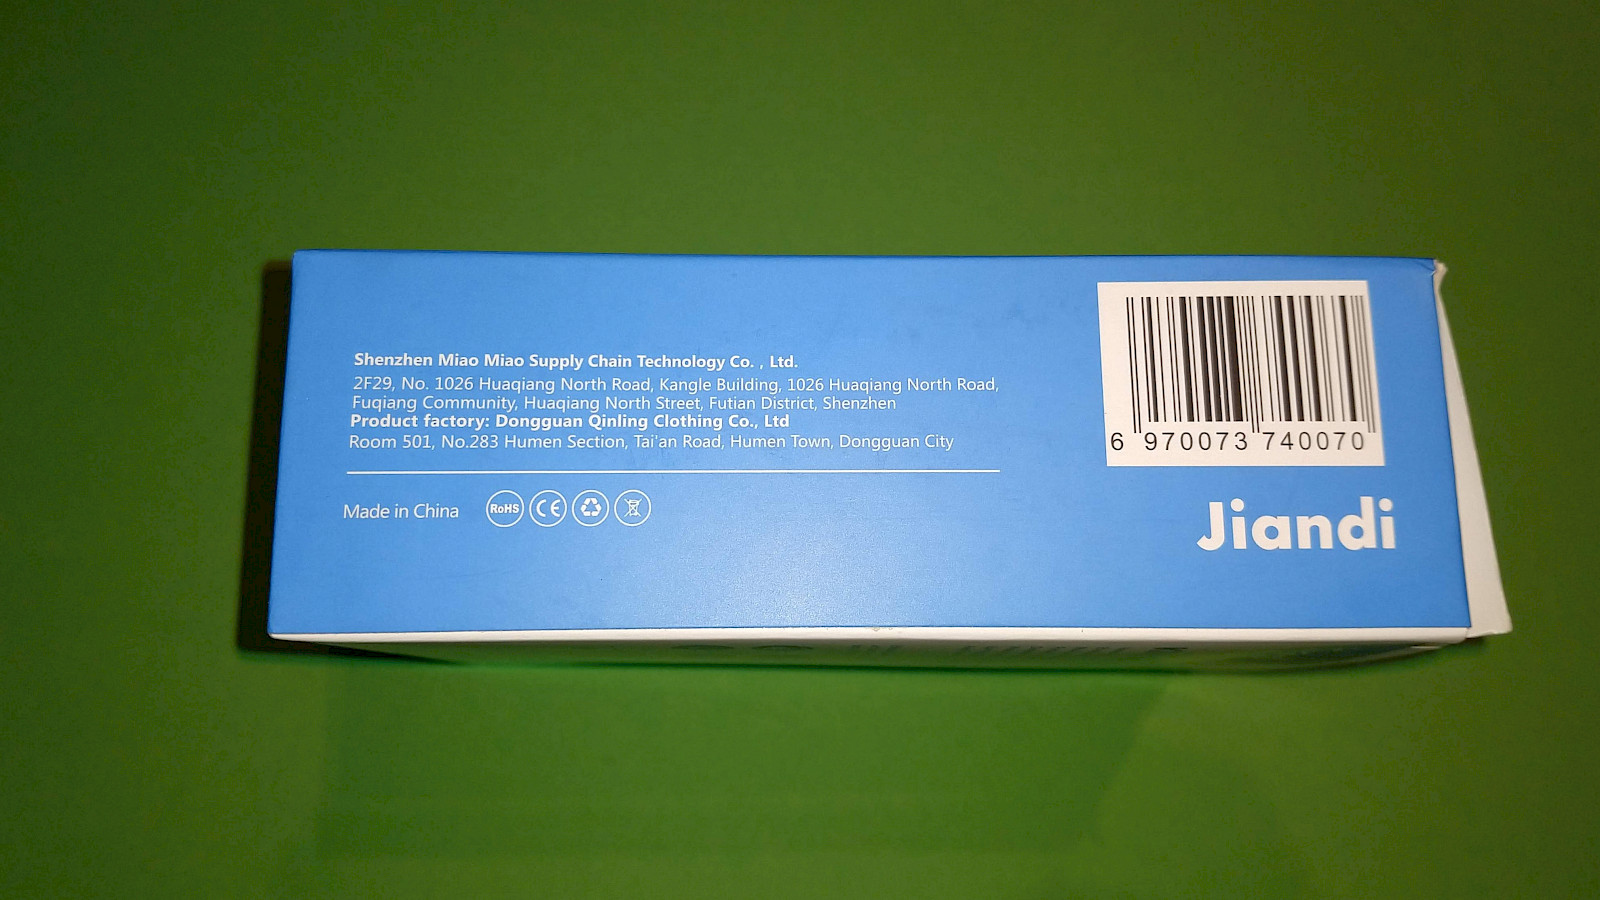 Shenzhen Miao Miao Supply Chain Technology Co. , Ltd.
2F29, No. 1026 Huaqiang North Road, Kangle Building, 1026 Huaqiang North Road,
Fuqiang Community, Huaqiang North Street, Futian District, Shenzhen
Product factory: Dongguan Qinling Clothing Co., Ltd
Room 501, No.283 Humen Section, Tai'an Road, Humen Town, Dongguan City
Made in China
RoHS
CE
6 970073 740070
Jiandi